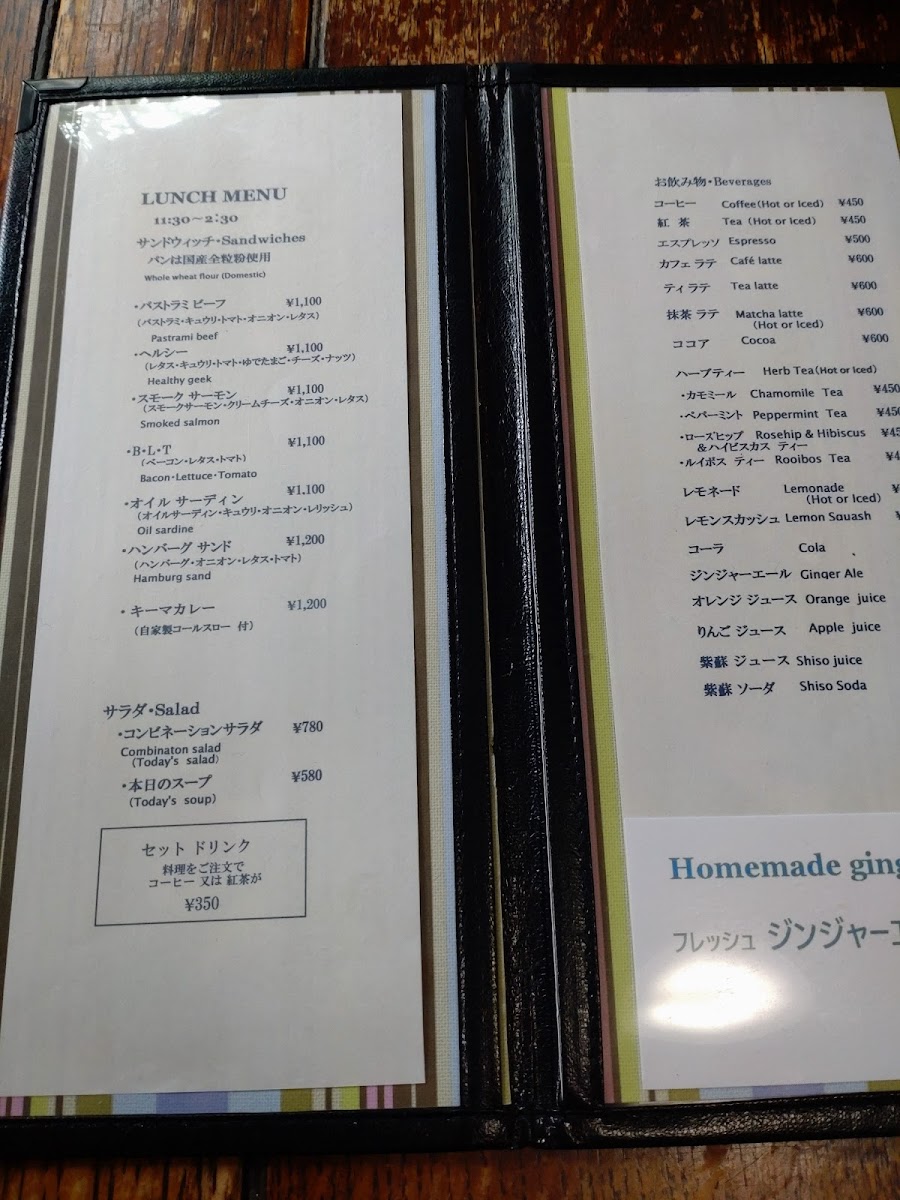 LUNCH MENU
11:30～2:30
サンドウィッチ・Sandwiches
パンは国産全粒粉使用
Whole wheat flour (Domestic)
・パストラミ ビーフ ¥1,100
（パストラミ・キュウリ・トマト・オニオン・レタス）
Pastrami beef
・ヘルシー ¥1,100
（レタス・キュウリ・トマト・ゆでたまご・チーズ・ナッツ）
Healthy geek
・スモーク サーモン ¥1,100
（スモークサーモン・クリームチーズ・オニオン・レタス）
Smoked salmon
・B・L・T ¥1,100
（ベーコン・レタス・トマト）
Bacon・Lettuce・Tomato
・オイル サーディン ¥1,100
（オイルサーディン・キュウリ・オニオン・レリッシュ）
Oil sardine
・ハンバーグ サンド ¥1,200
（ハンバーグ・オニオン・レタス・トマト）
Hamburg sand
・キーマカレー ¥1,200
（自家製コールスロー 付）
サラダ・Salad
・コンビネーションサラダ ¥780
Combinaton salad
(Today's salad)
・本日のスープ ¥580
(Today's soup)
セット ドリンク
料理をご注文で
コーヒー 又は 紅茶が
¥350
お飲み物・Beverages
コーヒー Coffee(Hot or Iced) ¥450
紅 茶 Tea (Hot or Iced) ¥450
エスプレッソ Espresso ¥500
カフェ ラテ Café latte ¥600
ティ ラテ Tea latte ¥600
抹茶 ラテ Matcha latte ¥600
(Hot or Iced)
ココア Cocoa ¥600
ハーブティー Herb Tea(Hot or Iced)
・カモミール Chamomile Tea ¥450
・ペパーミント Peppermint Tea ¥450
・ローズヒップ Rosehip & Hibiscus ¥45
&ハイビスカス ティー
・ルイボス ティー Rooibos Tea ¥4
レモネード Lemonade ¥
(Hot or Iced)
レモンスカッシュ Lemon Squash ¥
コーラ Cola
ジンジャーエール Ginger Ale
オレンジ ジュース Orange juice
りんご ジュース Apple juice
紫蘇 ジュース Shiso juice
紫蘇 ソーダ Shiso Soda
Homemade ging
フレッシュ ジンジャーエ